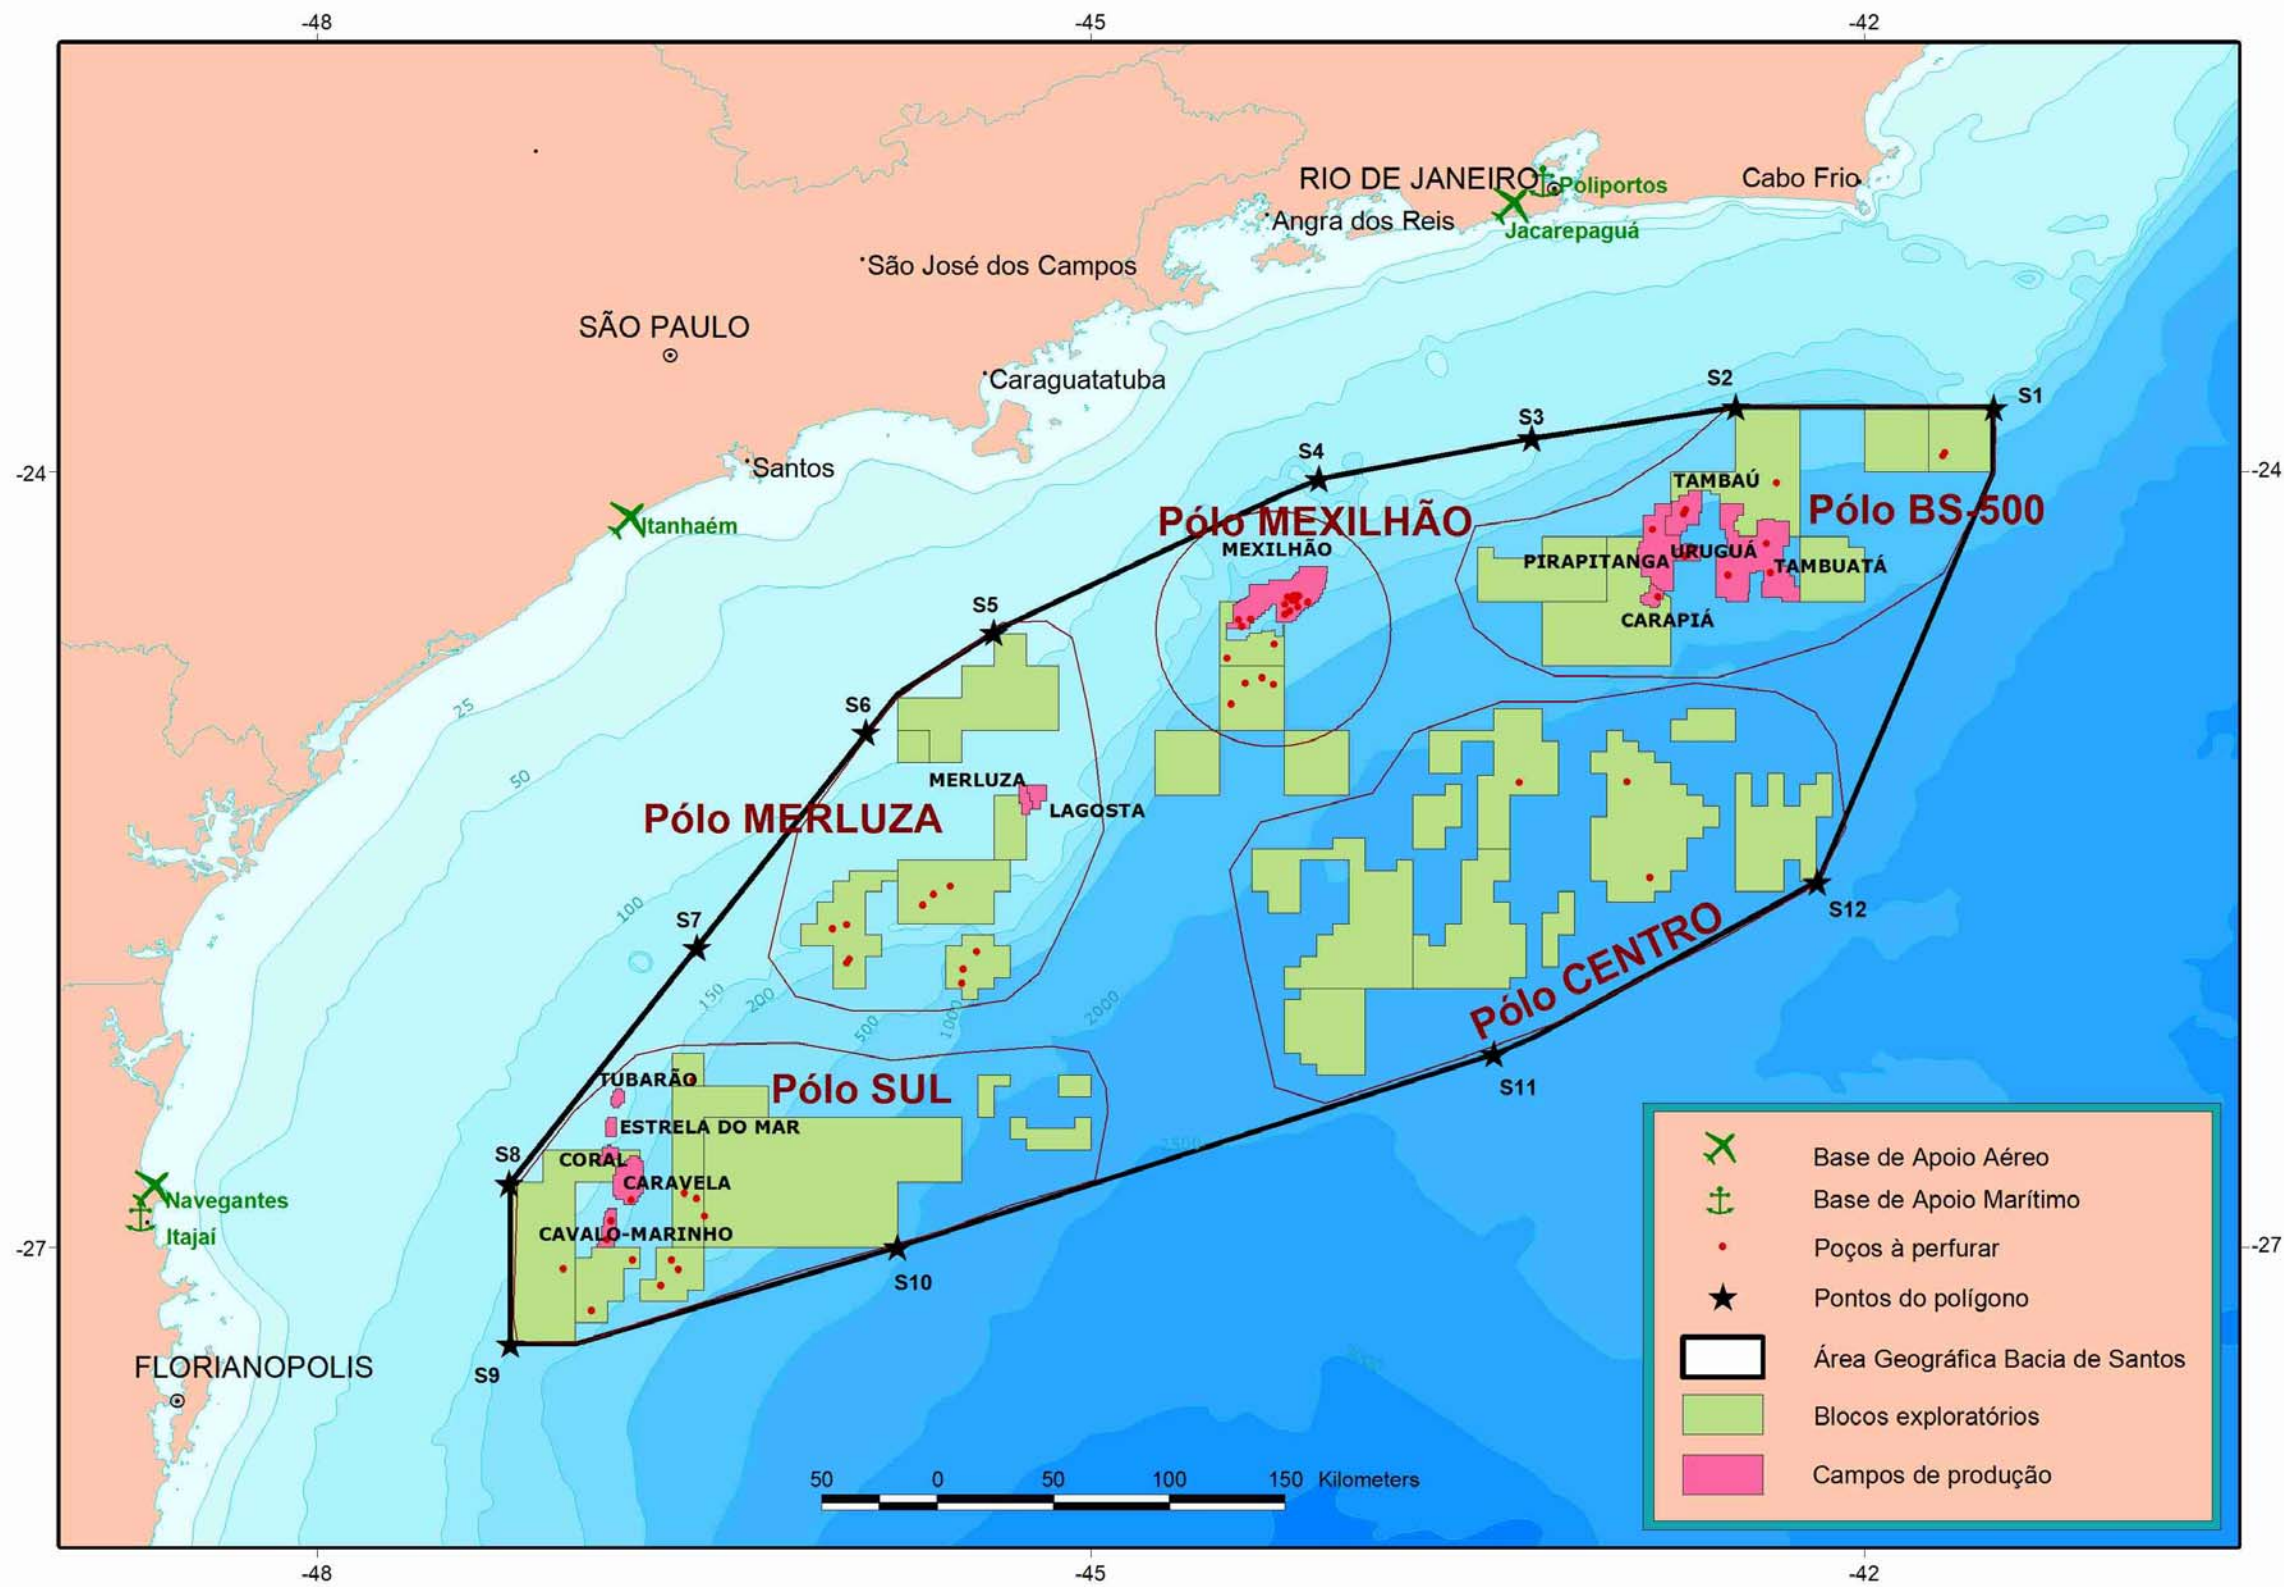 -48
-45
-42
RIO DE JANEIRO
Poliportos
Cabo Frio
Angra dos Reis
Jacarepaguá
São José dos Campos
SÃO PAULO
Caraguatatuba
S2
S1
S3
S4
-24
Santos
-24
TAMBAÚ
Pólo BS-500
Pólo MEXILHÃO
Itanhaém
MEXILHÃO
URUGUÁ
PIRAPITANGA
TAMBUATÁ
S5
CARAPIÁ
25
S6
50
MERLUZA
LAGOSTA
Pólo MERLUZA
100
S7
S12
Pólo CENTRO
150
200
500
1000
2000
TUBARÃO
Pólo SUL
S11
ESTRELA DO MAR
2500
S8
CORAL
CARAVELA
Navegantes
Itajaí
CAVALO-MARINHO
-27
-27
S10
FLORIANOPOLIS
S9
50
0
50
100
150
Kilometers
Base de Apoio Aéreo
Base de Apoio Marítimo
Poços à perfurar
Pontos do polígono
Área Geográfica Bacia de Santos
Blocos exploratórios
Campos de produção
-48
-45
-42